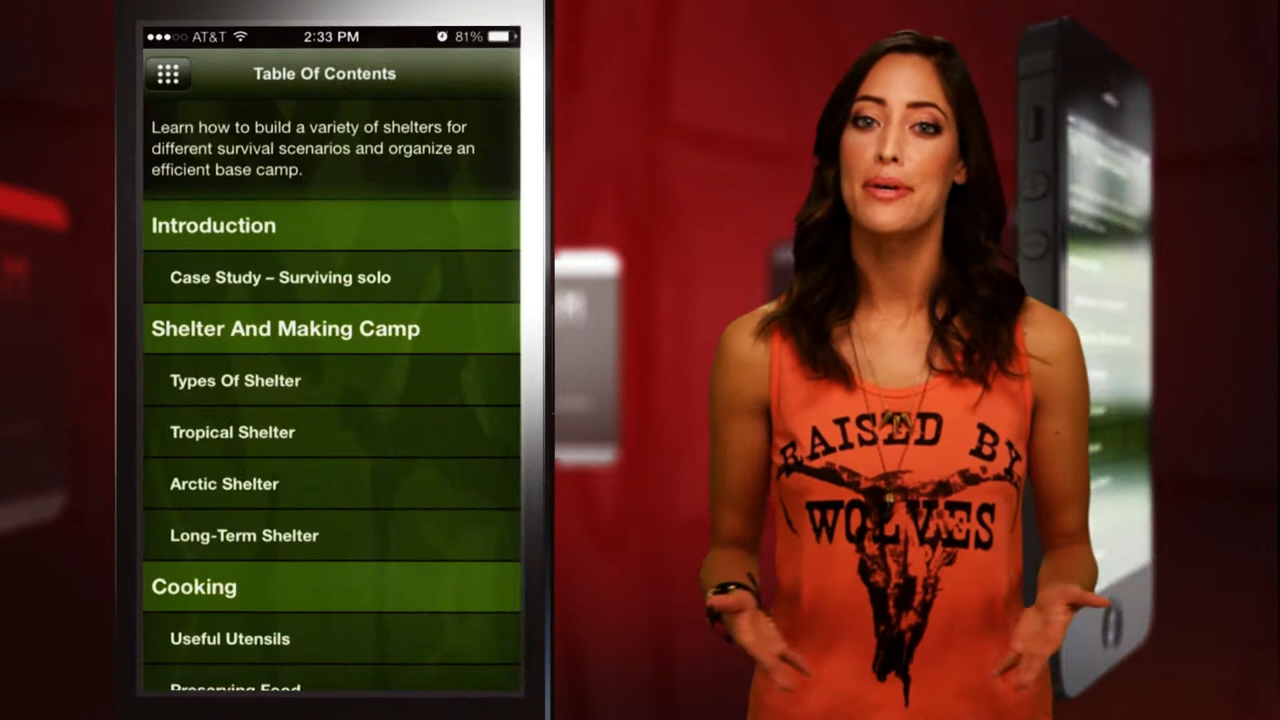 AT&T 2:33 PM 81%
Table Of Contents
Learn how to build a variety of shelters for
different survival scenarios and organize an
efficient base camp.
Introduction
Case Study – Surviving solo
Shelter And Making Camp
Types Of Shelter
Tropical Shelter
Arctic Shelter
Long-Term Shelter
Cooking
Useful Utensils
Preserving Food
RAISED BY
WOLVES